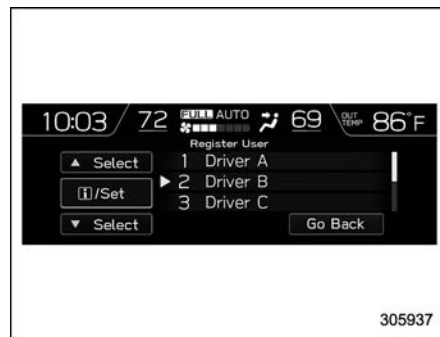 10:03 72 FULL AUTO 69 OUT TEMP 86°F
Register User
▲ Select 1 Driver A
i/Set ▶ 2 Driver B
▼ Select 3 Driver C
Go Back
305937